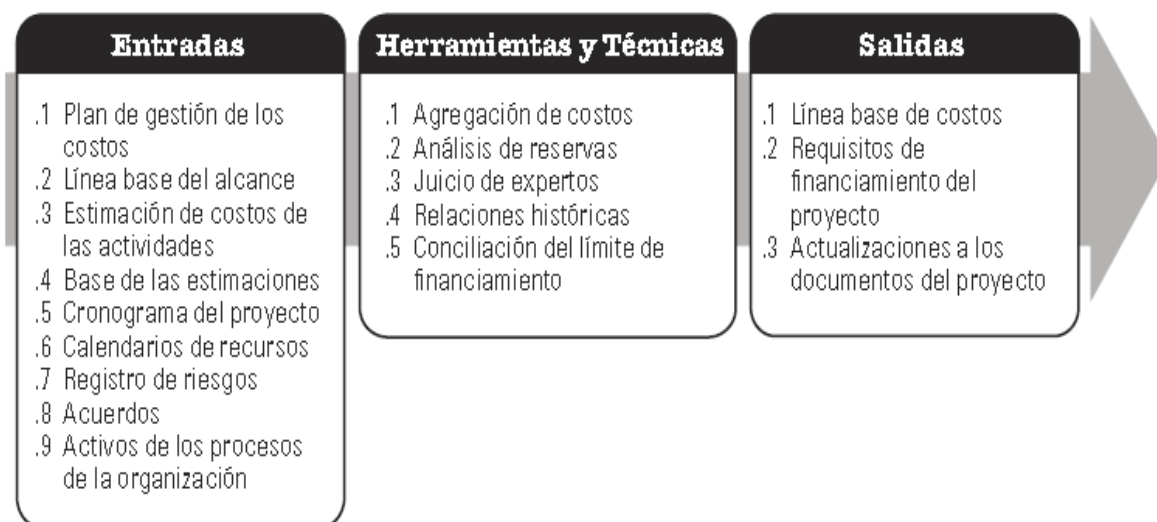 Entradas
.1 Plan de gestión de los
costos
.2 Línea base del alcance
.3 Estimación de costos de
las actividades
.4 Base de las estimaciones
.5 Cronograma del proyecto
.6 Calendarios de recursos
.7 Registro de riesgos
.8 Acuerdos
.9 Activos de los procesos
de la organización
Herramientas y Técnicas
.1 Agregación de costos
.2 Análisis de reservas
.3 Juicio de expertos
.4 Relaciones históricas
.5 Conciliación del límite de
financiamiento
Salidas
.1 Línea base de costos
.2 Requisitos de
financiamiento del
proyecto
.3 Actualizaciones a los
documentos del proyecto